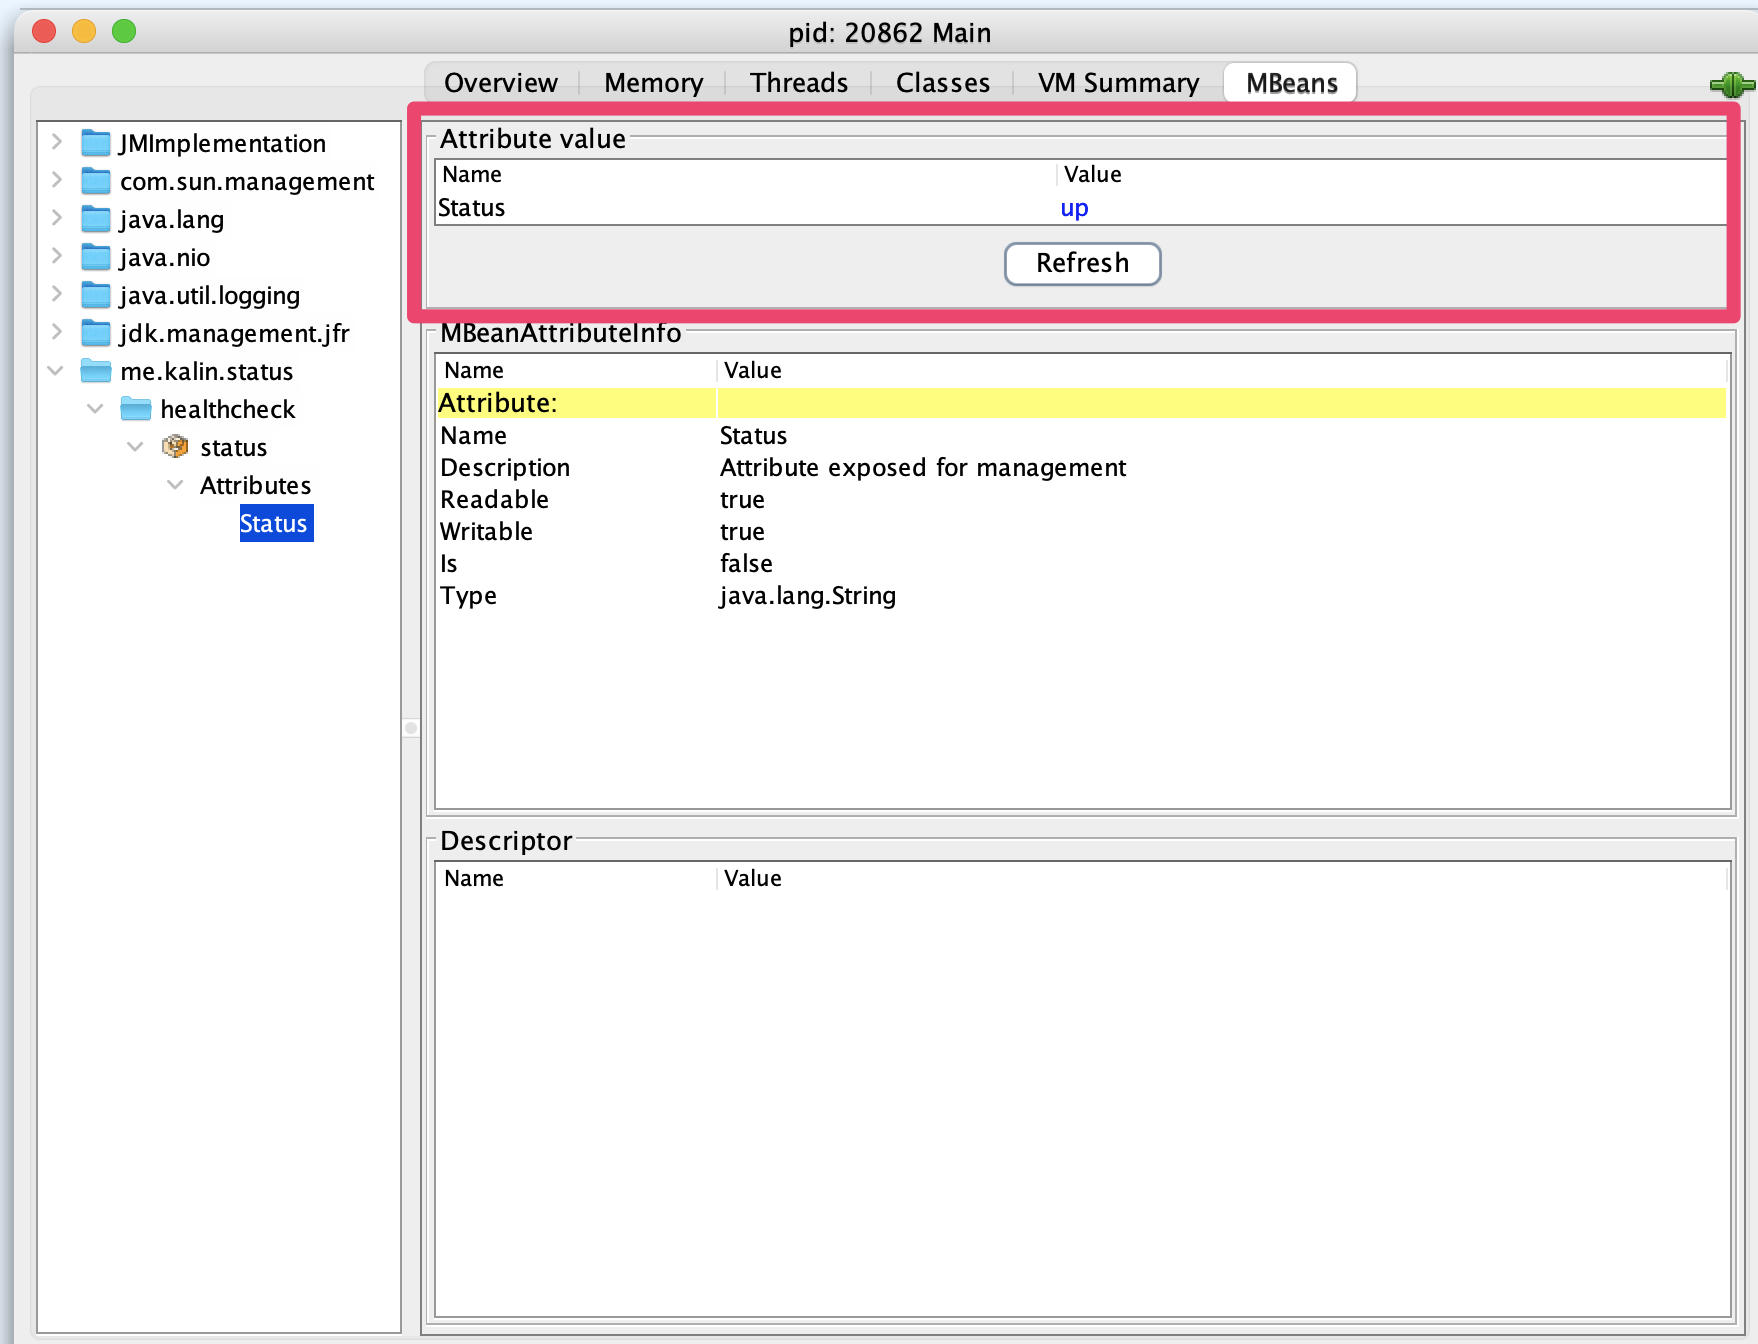 pid: 20862 Main
Overview Memory Threads Classes VM Summary MBeans
JMImplementation
com.sun.management
java.lang
java.nio
java.util.logging
jdk.management.jfr
me.kalin.status
healthcheck
status
Attributes
Status
Attribute value
Name Value
Status up
Refresh
MBeanAttributeInfo
Name Value
Attribute:
Name Status
Description Attribute exposed for management
Readable true
Writable true
Is false
Type java.lang.String
Descriptor
Name Value